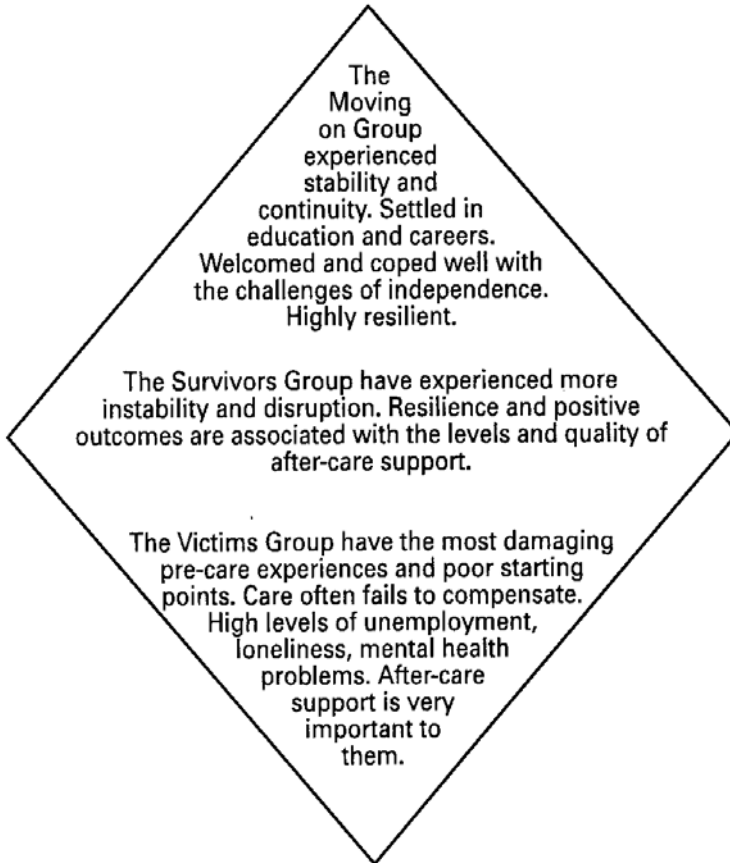 The
Moving
on Group
experienced
stability and
continuity. Settled in
education and careers.
Welcomed and coped well with
the challenges of independence.
Highly resilient.
The Survivors Group have experienced more
instability and disruption. Resilience and positive
outcomes are associated with the levels and quality of
after-care support.
The Victims Group have the most damaging
pre-care experiences and poor starting
points. Care often fails to compensate.
High levels of unemployment,
loneliness, mental health
problems. After-care
support is very
important to
them.